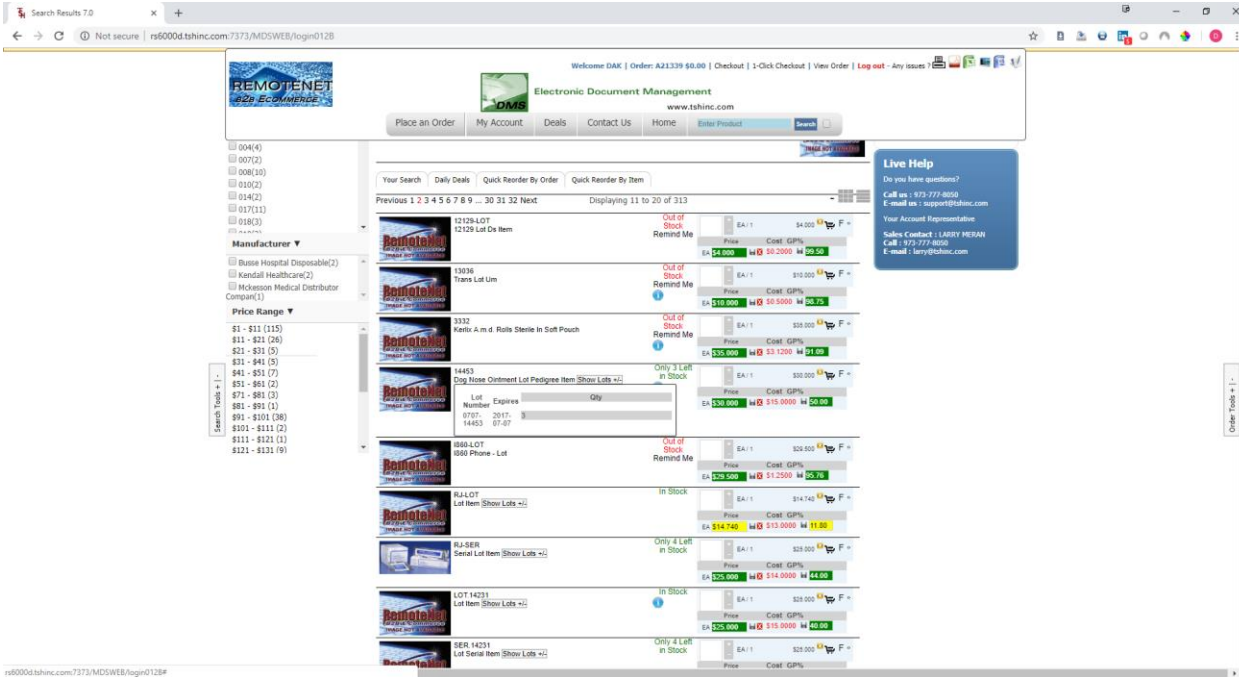 Search Results 7.0
Not secure | rs6000d.tshinc.com:7373/MDSWEB/login012B
REMOTENET
B2B ECOMMERCE
DMS
Welcome DAK | Order: A21339 $0.00 | Checkout | 1-Click Checkout | View Order | Log out - Any issues ?
Electronic Document Management
www.tshinc.com
Place an Order My Account Deals Contact Us Home Enter Product Search
004(4)
007(2)
008(10)
010(2)
014(2)
017(11)
018(3)
Manufacturer ▼
Busse Hospital Disposable(2)
Kendall Healthcare(2)
Mckesson Medical Distributor
Compan(1)
Price Range ▼
$1 - $11 (115)
$11 - $21 (26)
$21 - $31 (5)
$31 - $41 (5)
$41 - $51 (7)
$51 - $61 (2)
$71 - $81 (3)
$81 - $91 (1)
$91 - $101 (38)
$101 - $111 (2)
$111 - $121 (1)
$121 - $131 (9)
Search Tools + | -
Your Search Daily Deals Quick Reorder By Order Quick Reorder By Item
Previous 1 2 3 4 5 6 7 8 9 ... 30 31 32 Next Displaying 11 to 20 of 313
12129-LOT
12129 Lot Ds Item
Out of
Stock
Remind Me
EA / 1 $4.000 F
Price Cost GP%
EA $4.000 $0.2000 99.50
13036
Trans Lot Um
Out of
Stock
Remind Me
EA / 1 $10.000 F
Price Cost GP%
EA $10.000 $0.5000 98.75
3332
Kerlix A.m.d. Rolls Sterile In Soft Pouch
Out of
Stock
Remind Me
EA / 1 $35.000 F
Price Cost GP%
EA $35.000 $3.1200 91.09
14453
Dog Nose Ointment Lot Pedigree Item Show Lots +/-
Only 3 Left
in Stock
Lot
Number Expires Qty
0707-
14453 2017-
07-07 3
EA / 1 $30.000 F
Price Cost GP%
EA $30.000 $15.0000 50.00
I860-LOT
I860 Phone - Lot
Out of
Stock
Remind Me
EA / 1 $29.500 F
Price Cost GP%
EA $29.500 $1.2500 95.76
RJ-LOT
Lot Item Show Lots +/-
In Stock
EA / 1 $14.740 F
Price Cost GP%
EA $14.740 $13.0000 11.80
RJ-SER
Serial Lot Item Show Lots +/-
Only 4 Left
in Stock
EA / 1 $25.000 F
Price Cost GP%
EA $25.000 $14.0000 44.00
LOT.14231
Lot Item Show Lots +/-
In Stock
EA / 1 $25.000 F
Price Cost GP%
EA $25.000 $15.0000 40.00
SER.14231
Lot Serial Item Show Lots +/-
Only 4 Left
in Stock
EA / 1 $25.000 F
Price Cost GP%
Live Help
Do you have questions?
Call us : 973-777-8050
E-mail us : support@tshinc.com
Your Account Representative
Sales Contact : LARRY MERAN
Call : 973-777-8050
E-mail : larry@tshinc.com
Order Tools + | -
rs6000d.tshinc.com:7373/MDSWEB/login012B#